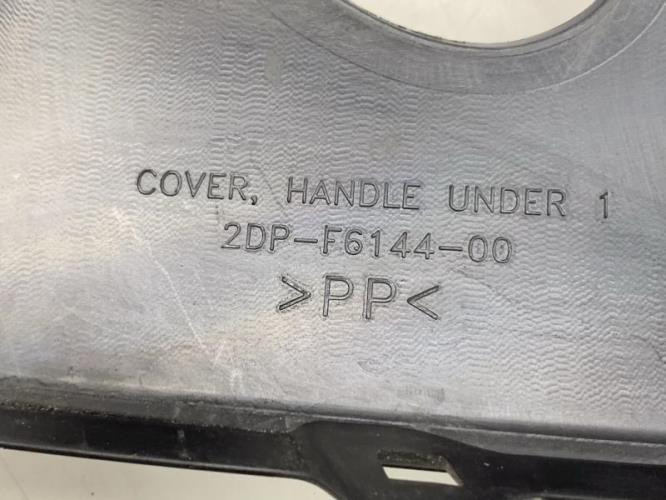 COVER, HANDLE UNDER 1
2DP-F6144-00
>PP<